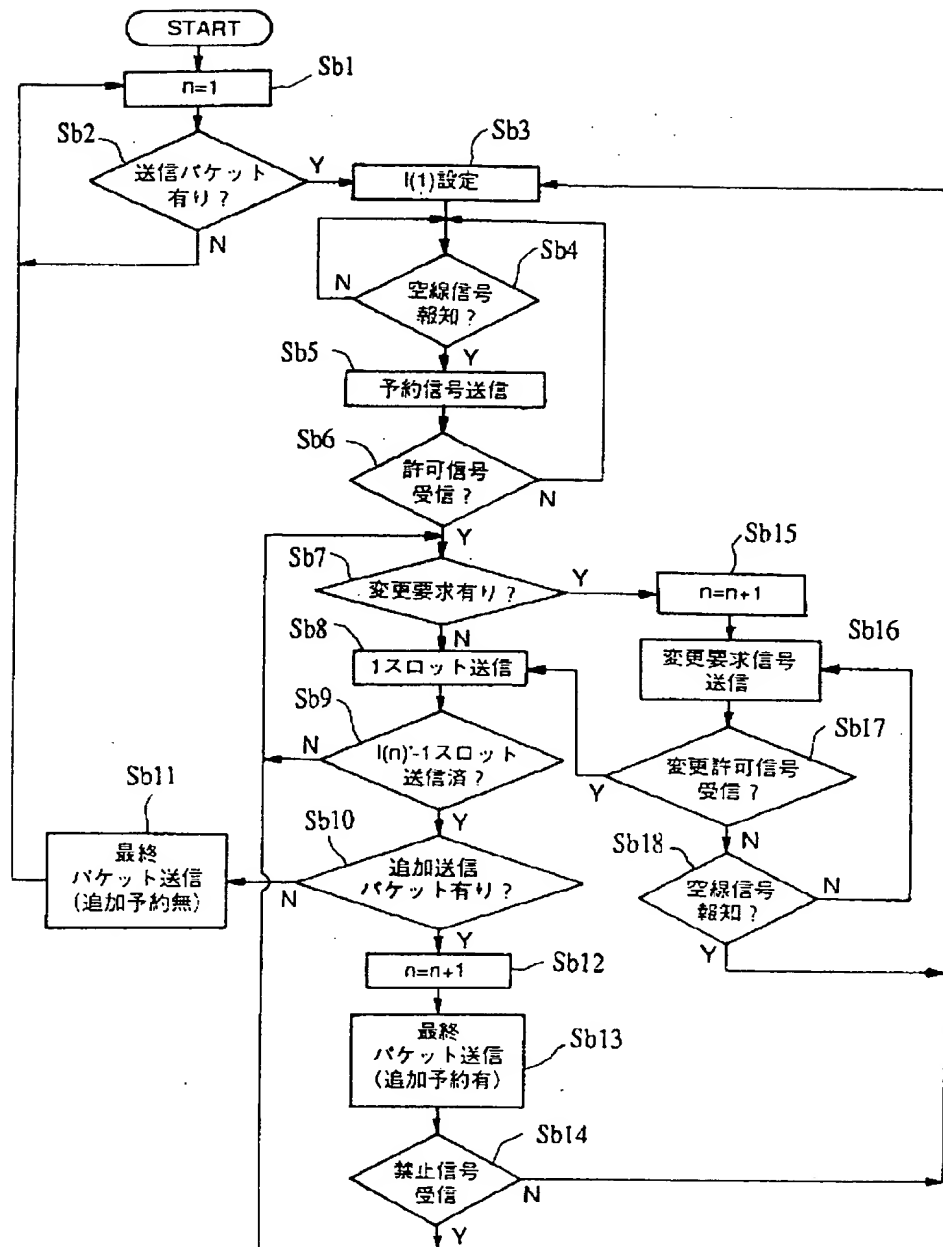 START
Sb1
n=1
Sb2
送信パケット
有り？
Y
N
Sb3
I(1)設定
Sb4
空線信号
報知？
N
Y
Sb5
予約信号送信
Sb6
許可信号
受信？
N
Y
Sb7
変更要求有り？
Y
N
Sb15
n=n+1
Sb8
1スロット送信
Sb16
変更要求信号
送信
Sb9
I(n)-1スロット
送信済？
N
Y
Sb17
変更許可信号
受信？
Y
N
Sb10
追加送信
パケット有り？
N
Y
Sb11
最終
パケット送信
(追加予約無)
Sb18
空線信号
報知？
N
Y
Sb12
n=n+1
Sb13
最終
パケット送信
(追加予約有)
Sb14
禁止信号
受信
N
Y